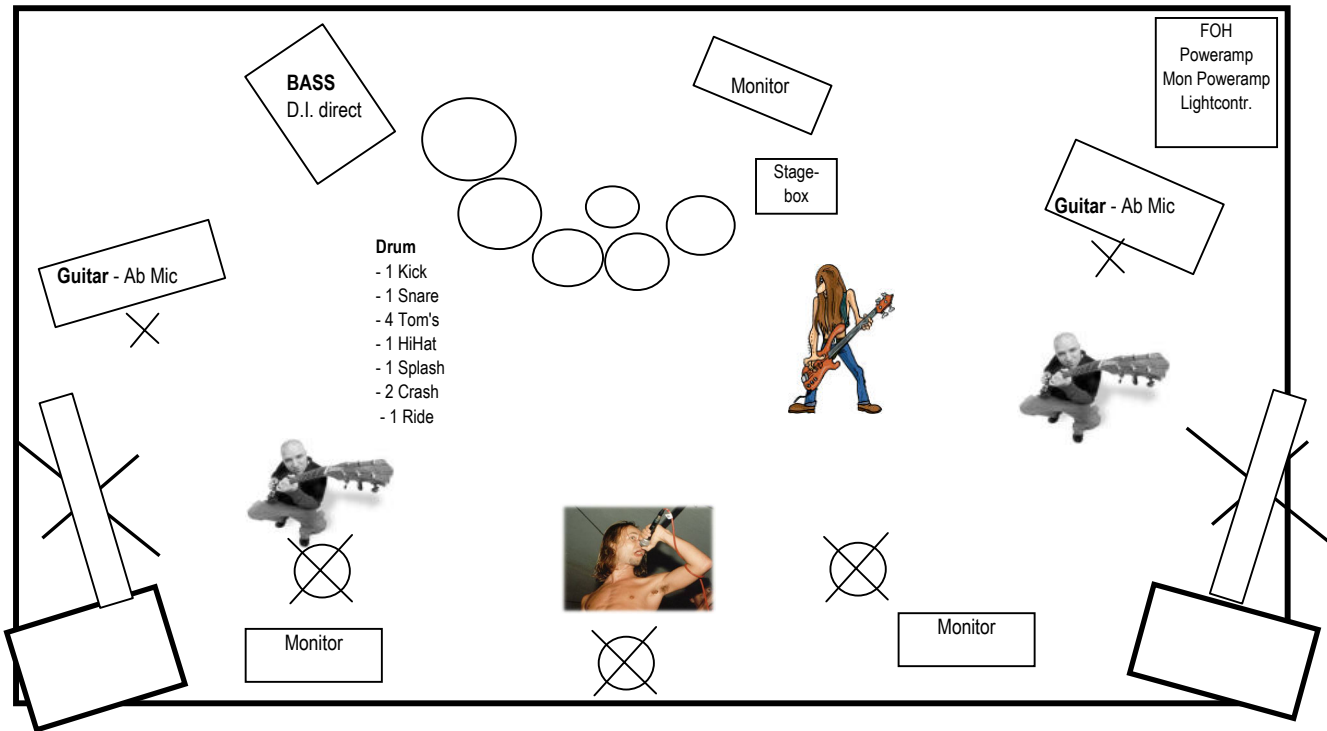 FOH
Poweramp
Mon Poweramp
Lightcontr.
BASS
D.I. direct
Monitor
Stage-
box
Guitar - Ab Mic
Guitar - Ab Mic
Drum
- 1 Kick
- 1 Snare
- 4 Tom's
- 1 HiHat
- 1 Splash
- 2 Crash
- 1 Ride
Monitor
Monitor